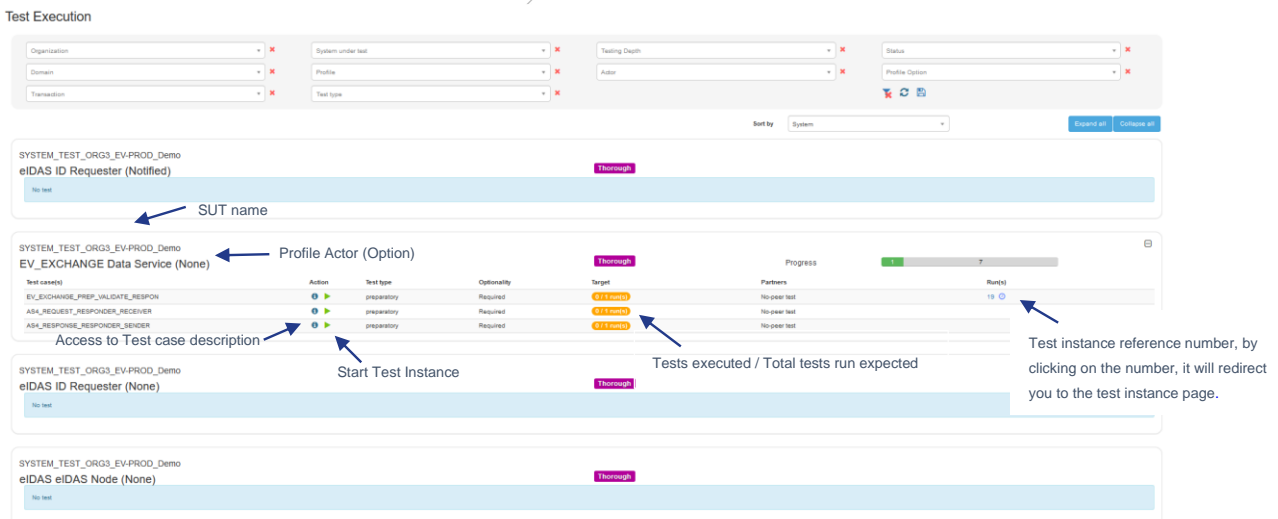 Test Execution
Organization System under test Testing Depth Status
Domain Profile Actor Profile Option
Transaction Test type
Sort by System Expand all Collapse all
SYSTEM_TEST_ORG3_EV-PROD_Demo
eIDAS ID Requester (Notified) Thorough
No test
SUT name
SYSTEM_TEST_ORG3_EV-PROD_Demo
Profile Actor (Option)
EV_EXCHANGE Data Service (None) Thorough Progress 1 7
Test case(s) Action Test type Optionality Target Partners Run(s)
EV_EXCHANGE_PREP_VALIDATE_RESPON preparatory Required 0 / 1 run(s) No-peer test 19
AS4_REQUEST_RESPONDER_RECEIVER preparatory Required 0 / 1 run(s) No-peer test
AS4_RESPONSE_RESPONDER_SENDER preparatory Required 0 / 1 run(s) No-peer test
Access to Test case description
Start Test Instance
Tests executed / Total tests run expected
Test instance reference number, by
clicking on the number, it will redirect
you to the test instance page.
SYSTEM_TEST_ORG3_EV-PROD_Demo
eIDAS ID Requester (None) Thorough
No test
SYSTEM_TEST_ORG3_EV-PROD_Demo
eIDAS eIDAS Node (None) Thorough
No test